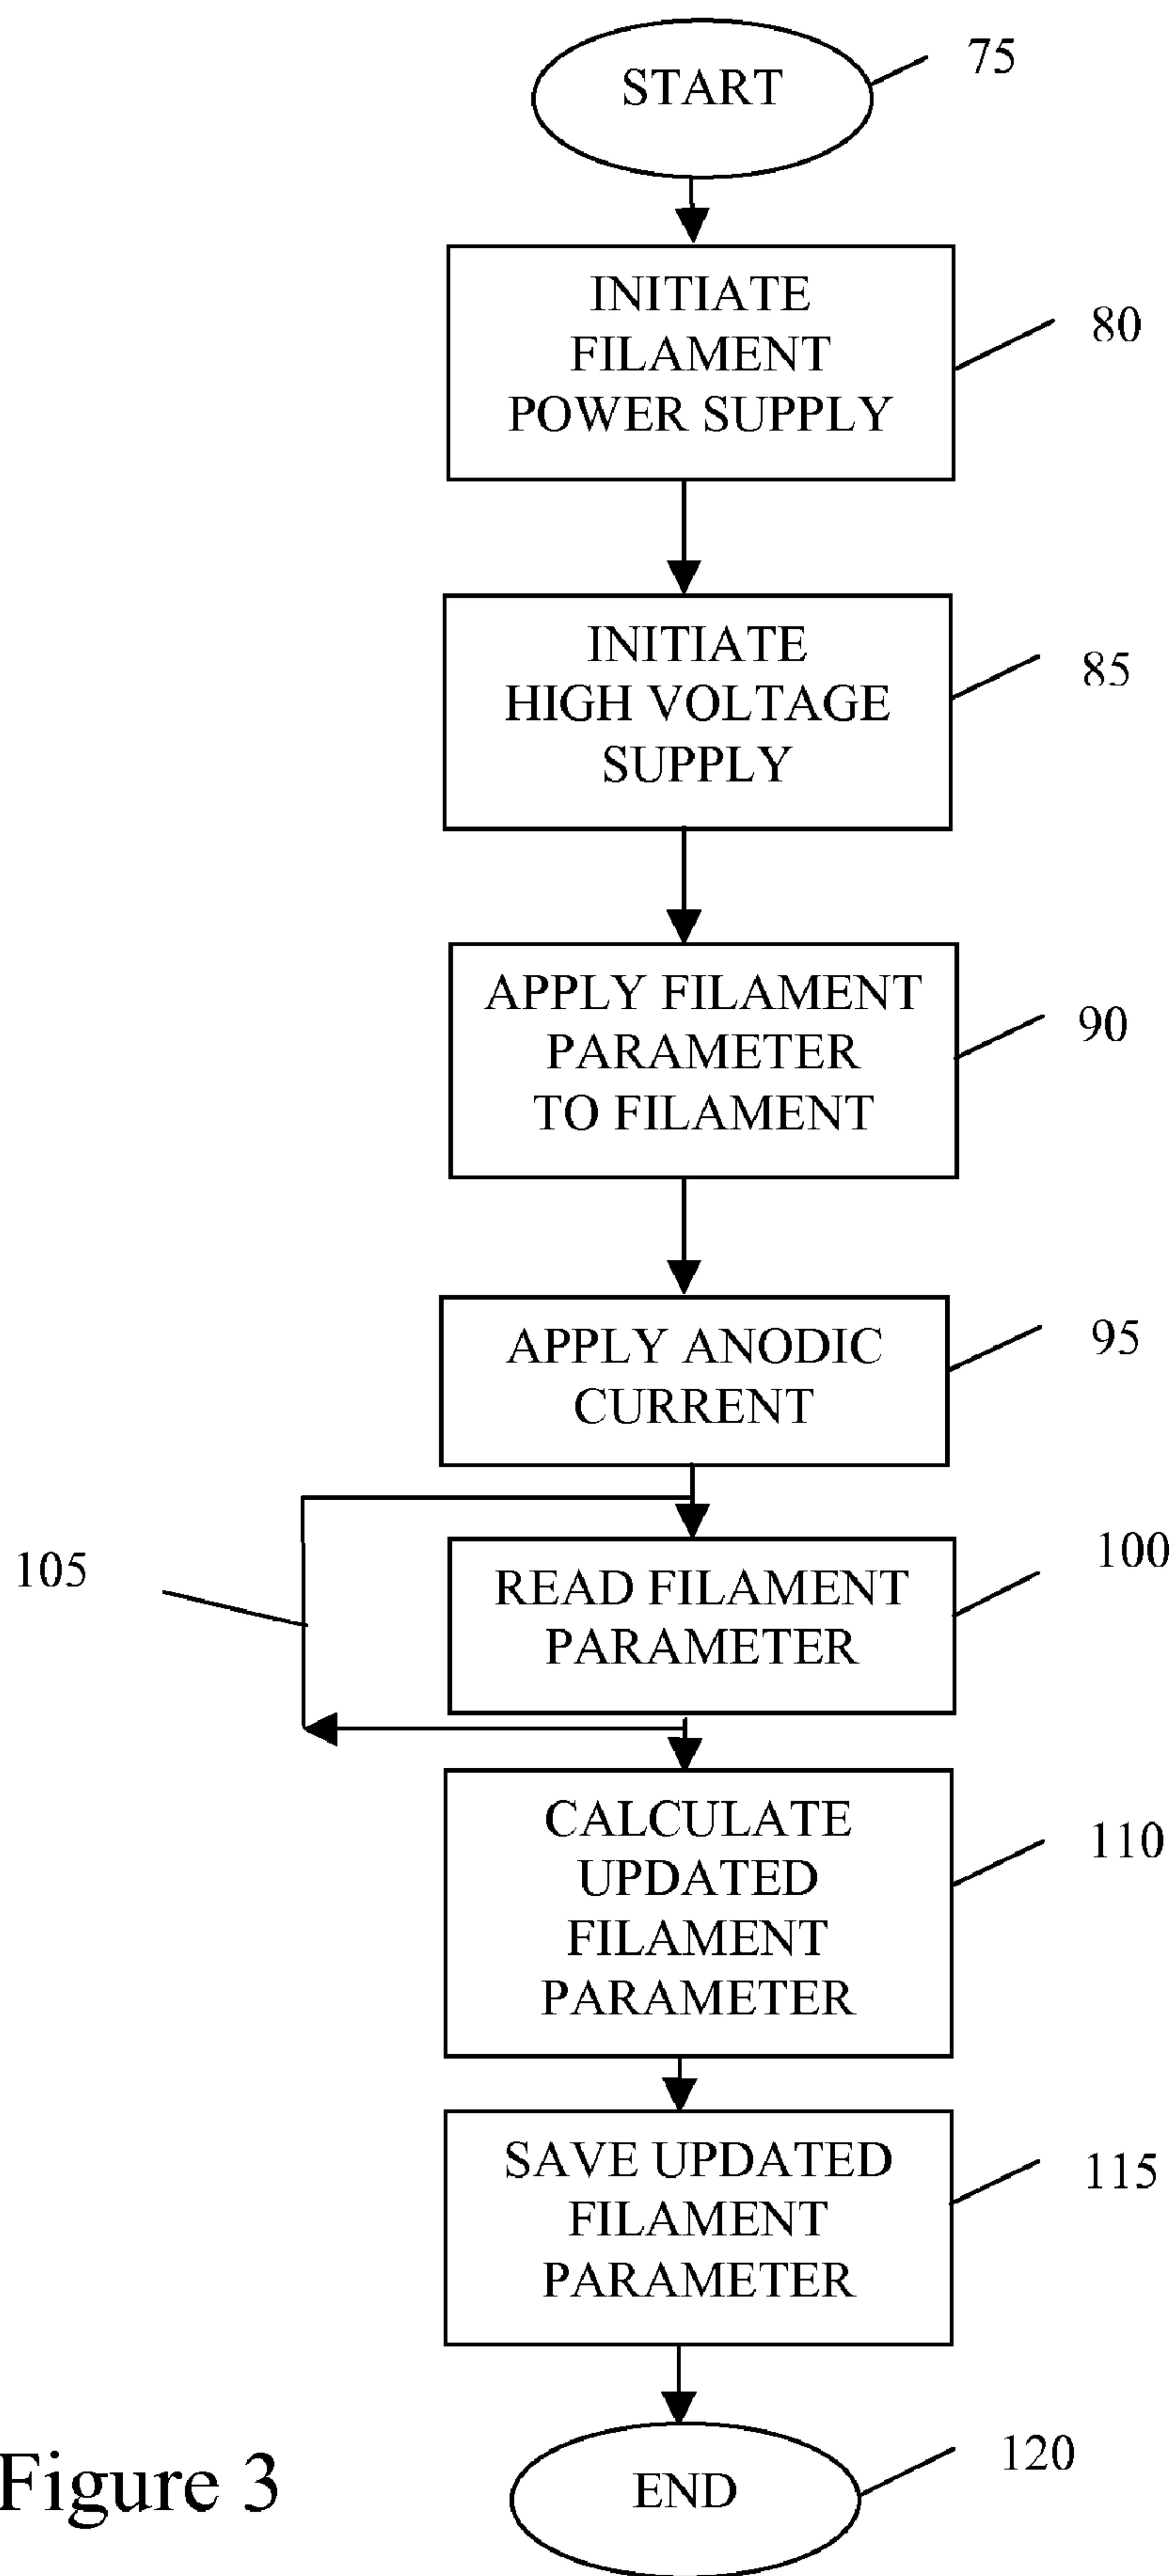 START
75
INITIATE
FILAMENT
POWER SUPPLY
80
INITIATE
HIGH VOLTAGE
SUPPLY
85
APPLY FILAMENT
PARAMETER
TO FILAMENT
90
APPLY ANODIC
CURRENT
95
READ FILAMENT
PARAMETER
100
105
CALCULATE
UPDATED
FILAMENT
PARAMETER
110
SAVE UPDATED
FILAMENT
PARAMETER
115
END
120
Figure 3